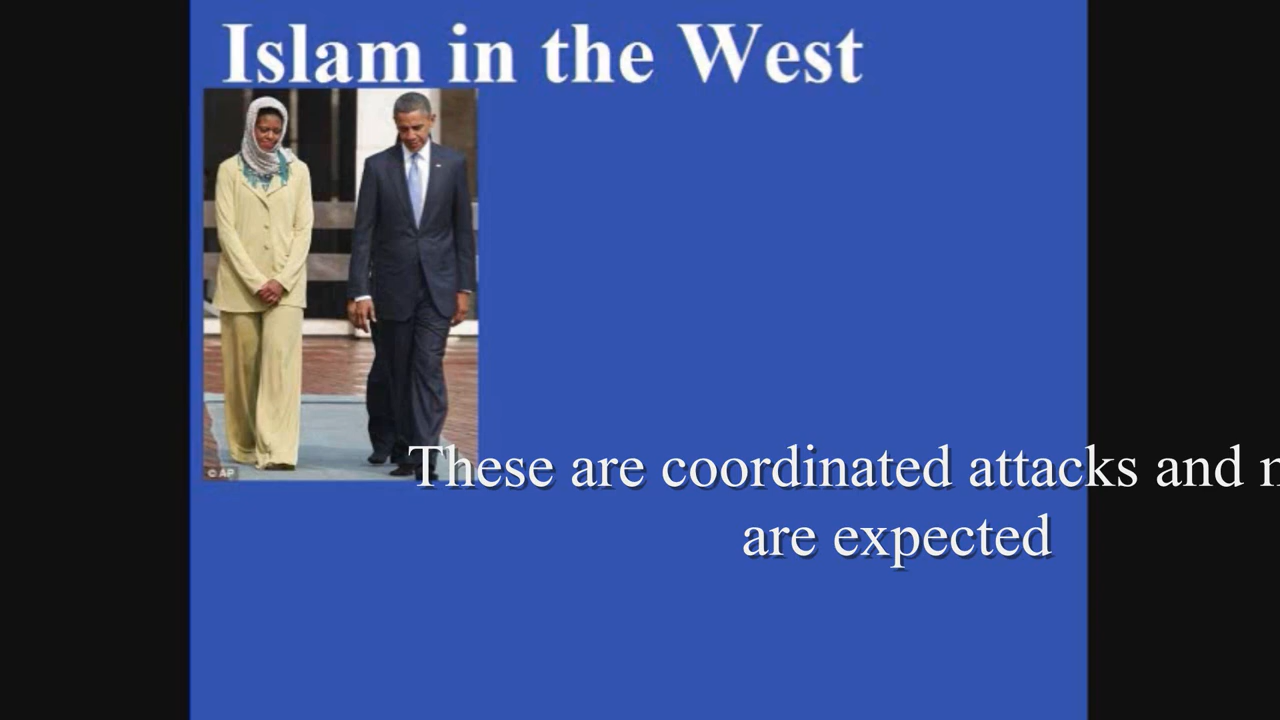 Islam in the West
© AP
These are coordinated attacks and
are expected